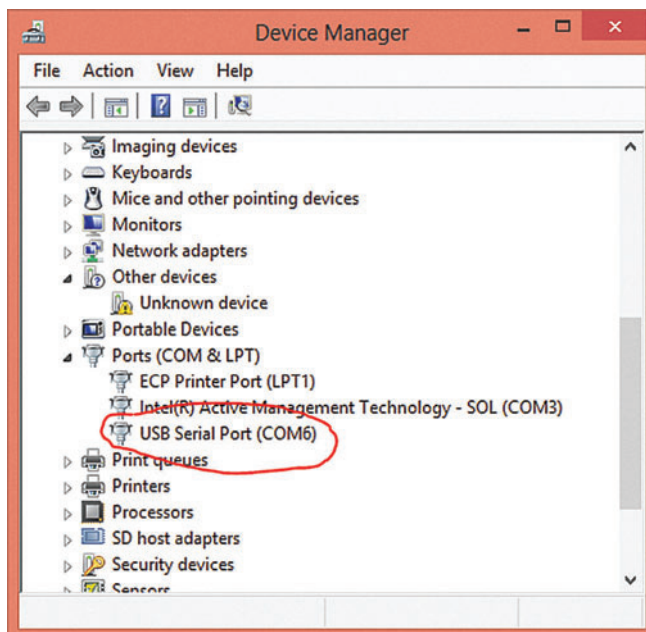 Device Manager
File Action View Help
Imaging devices
Keyboards
Mice and other pointing devices
Monitors
Network adapters
Other devices
Unknown device
Portable Devices
Ports (COM & LPT)
ECP Printer Port (LPT1)
Intel(R) Active Management Technology - SOL (COM3)
USB Serial Port (COM6)
Print queues
Printers
Processors
SD host adapters
Security devices
Sensors